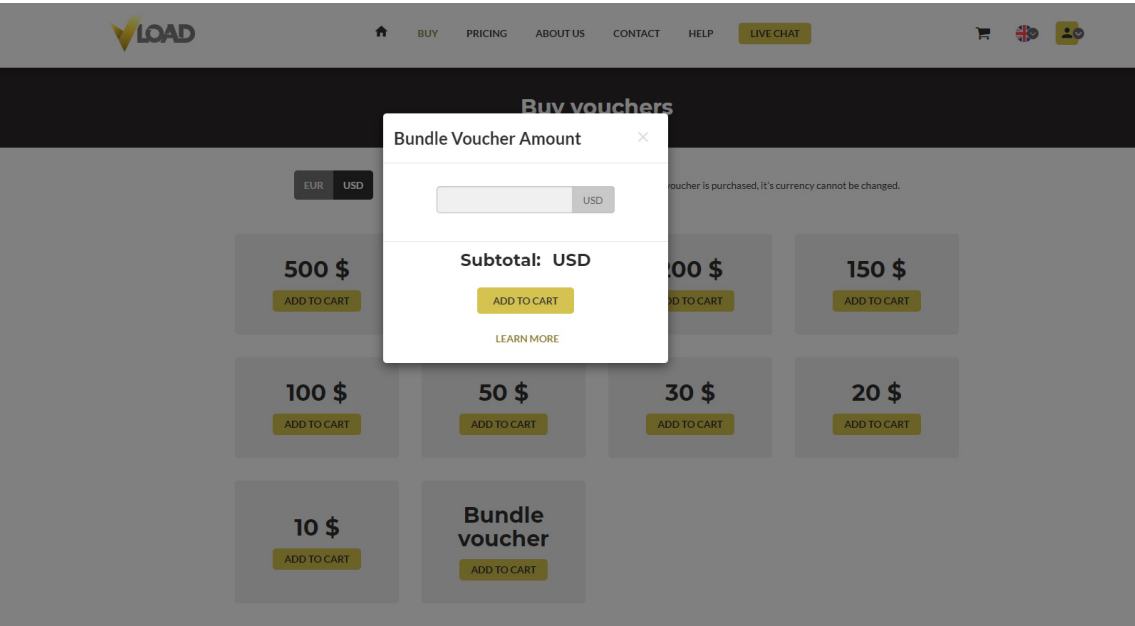 VLOAD
BUY PRICING ABOUT US CONTACT HELP LIVE CHAT
Buy vouchers
Bundle Voucher Amount ×
EUR USD
voucher is purchased, it's currency cannot be changed.
USD
Subtotal: USD
ADD TO CART
LEARN MORE
500 $
ADD TO CART
00 $
TO CART
150 $
ADD TO CART
100 $
ADD TO CART
50 $
ADD TO CART
30 $
ADD TO CART
20 $
ADD TO CART
10 $
ADD TO CART
Bundle
voucher
ADD TO CART